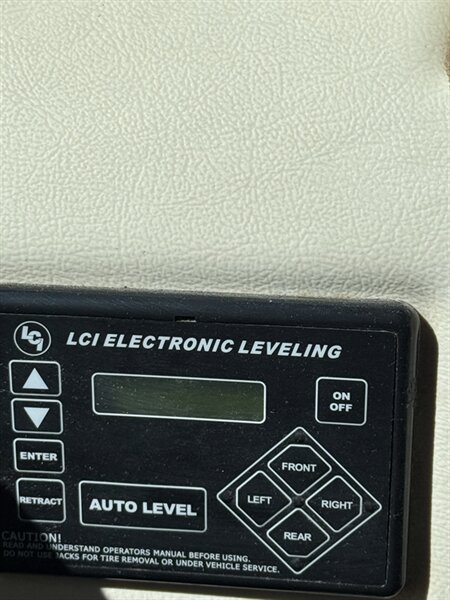 LCI LCI ELECTRONIC LEVELING
ON
OFF
ENTER
FRONT
LEFT RIGHT
REAR
RETRACT
AUTO LEVEL
CAUTION!
READ AND UNDERSTAND OPERATORS MANUAL BEFORE USING.
DO NOT USE JACKS FOR TIRE REMOVAL OR UNDER VEHICLE SERVICE.